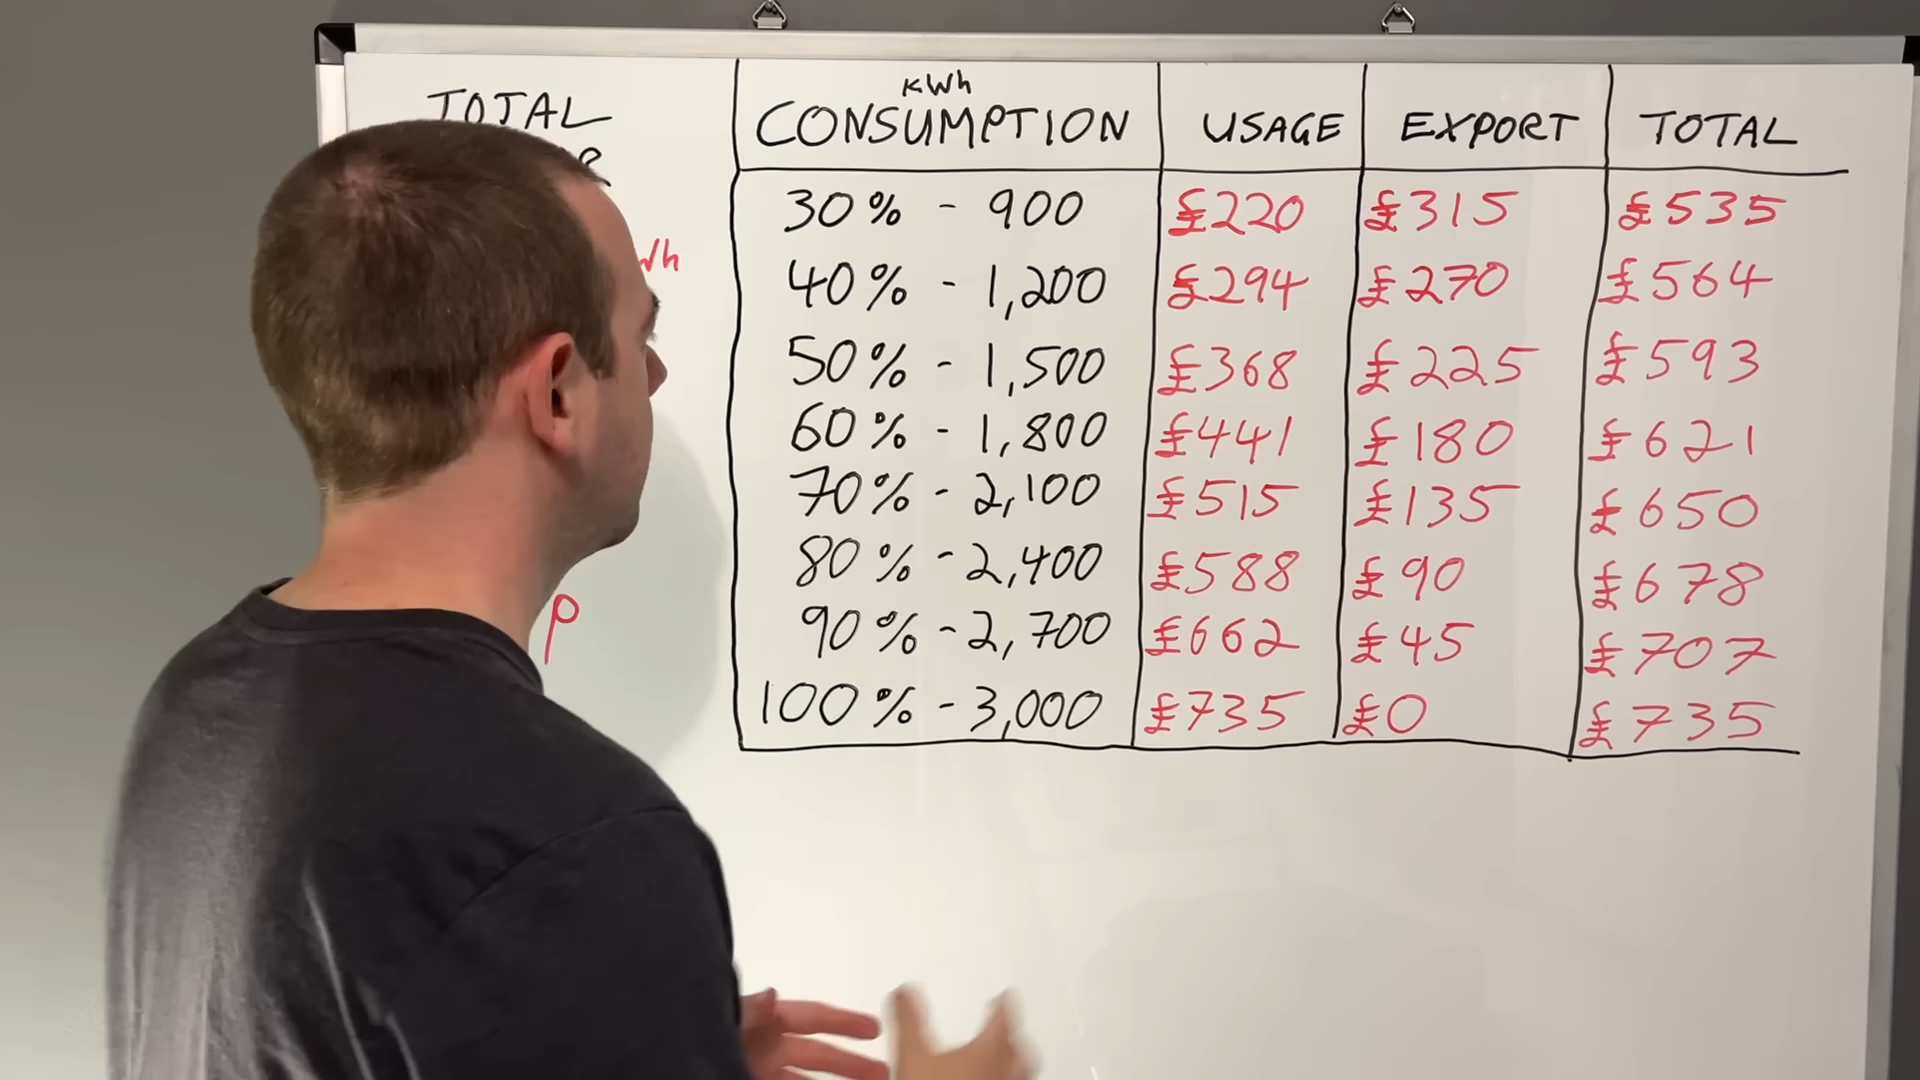 TOTAL
kWh
CONSUMPTION USAGE EXPORT TOTAL
30% - 900 £220 £315 £535
40% - 1,200 £294 £270 £564
50% - 1,500 £368 £225 £593
60% - 1,800 £441 £180 £621
70% - 2,100 £515 £135 £650
80% - 2,400 £588 £90 £678
90% - 2,700 £662 £45 £707
100% - 3,000 £735 £0 £735
p